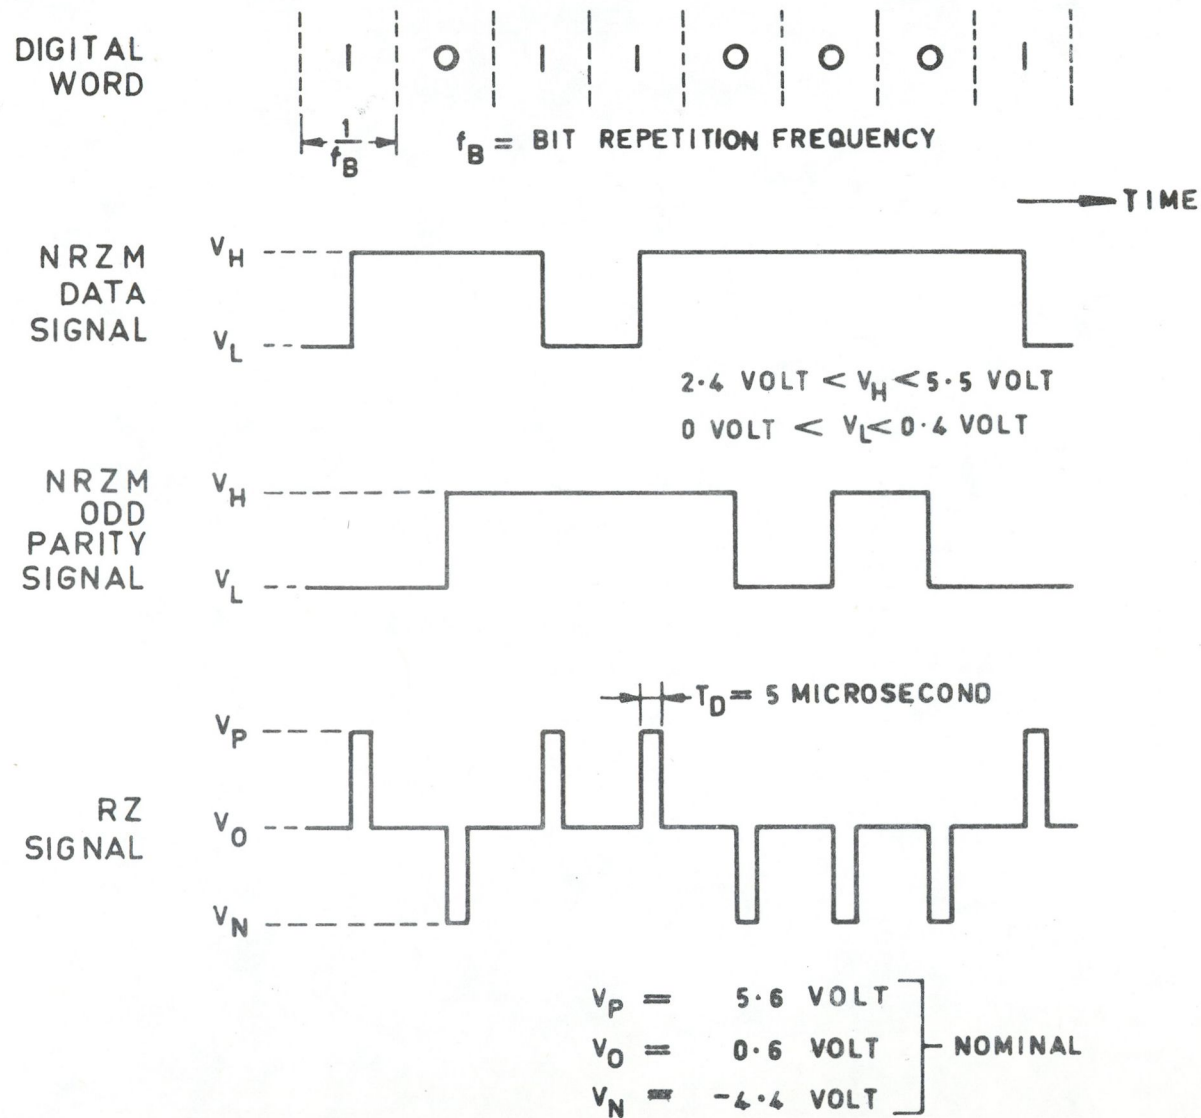 DIGITAL WORD
1 0 1 1 0 0 0 1
1/f_B
f_B = BIT REPETITION FREQUENCY
TIME
NRZM DATA SIGNAL
V_H
V_L
2·4 VOLT < V_H < 5·5 VOLT
0 VOLT < V_L < 0·4 VOLT
NRZM ODD PARITY SIGNAL
V_H
V_L
T_D = 5 MICROSECOND
RZ SIGNAL
V_P
V_O
V_N
V_P = 5·6 VOLT
V_O = 0·6 VOLT
V_N = -4·4 VOLT
NOMINAL